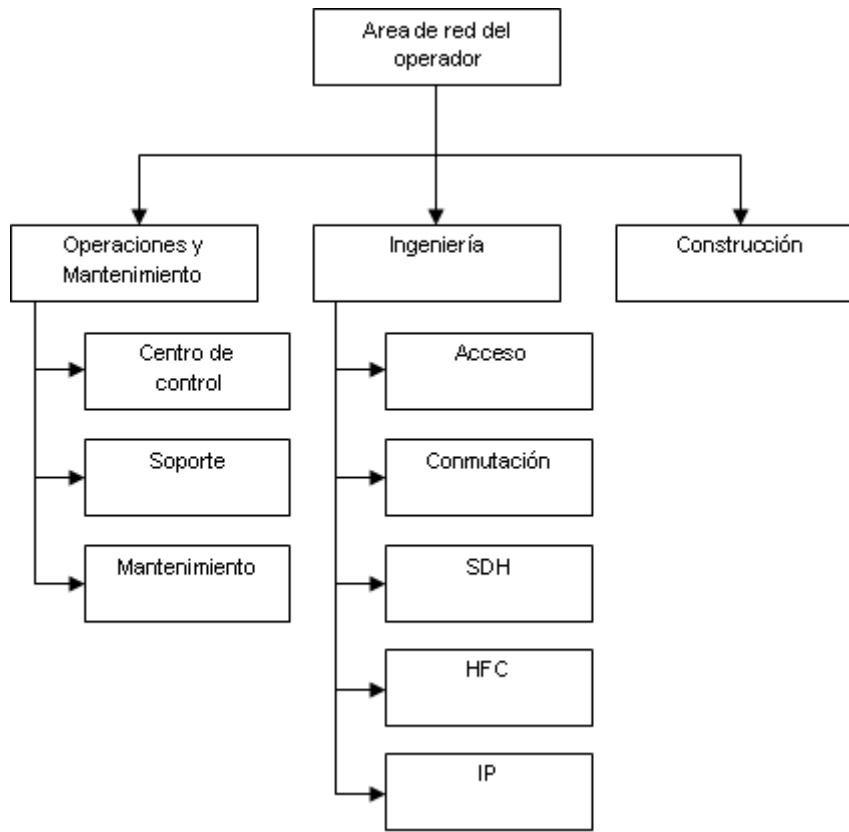 Area de red del
operador
Operaciones y
Mantenimiento
Ingeniería
Construcción
Centro de
control
Acceso
Soporte
Conmutación
Mantenimiento
SDH
HFC
IP